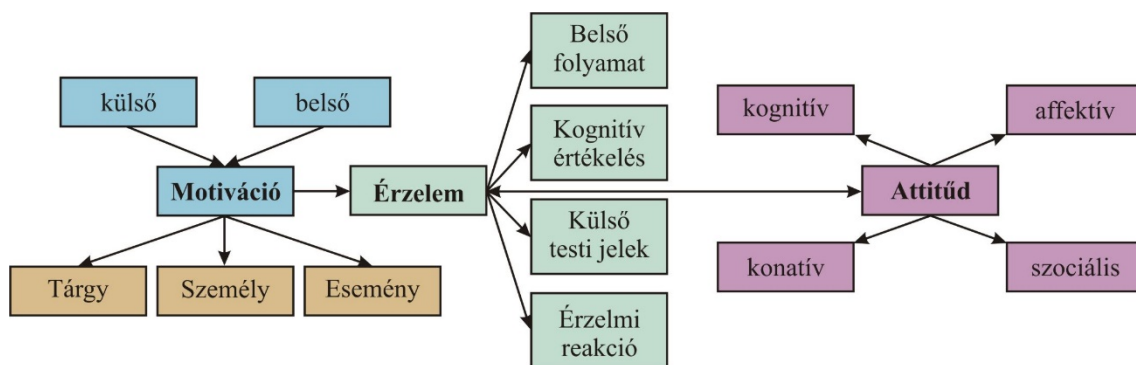 külső
belső
Motiváció
Tárgy
Személy
Esemény
Érzelem
Belső
folyamat
Kognitív
értékelés
Külső
testi jelek
Érzelmi
reakció
kognitív
affektív
Attitűd
konatív
szociális